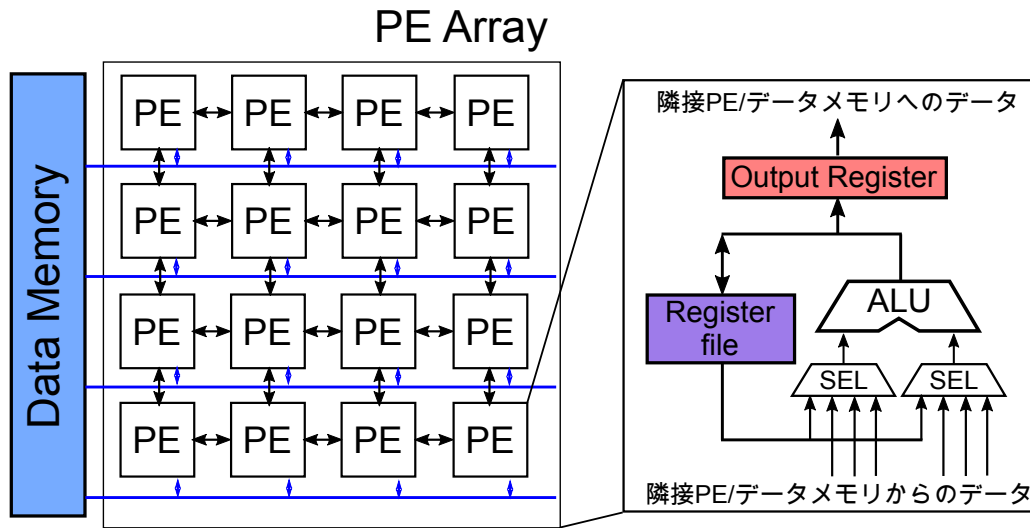 PE Array
Data Memory
PE PE PE PE
PE PE PE PE
PE PE PE PE
PE PE PE PE
隣接PE/データメモリへのデータ
Output Register
Register
file
ALU
SEL SEL
隣接PE/データメモリからのデータ